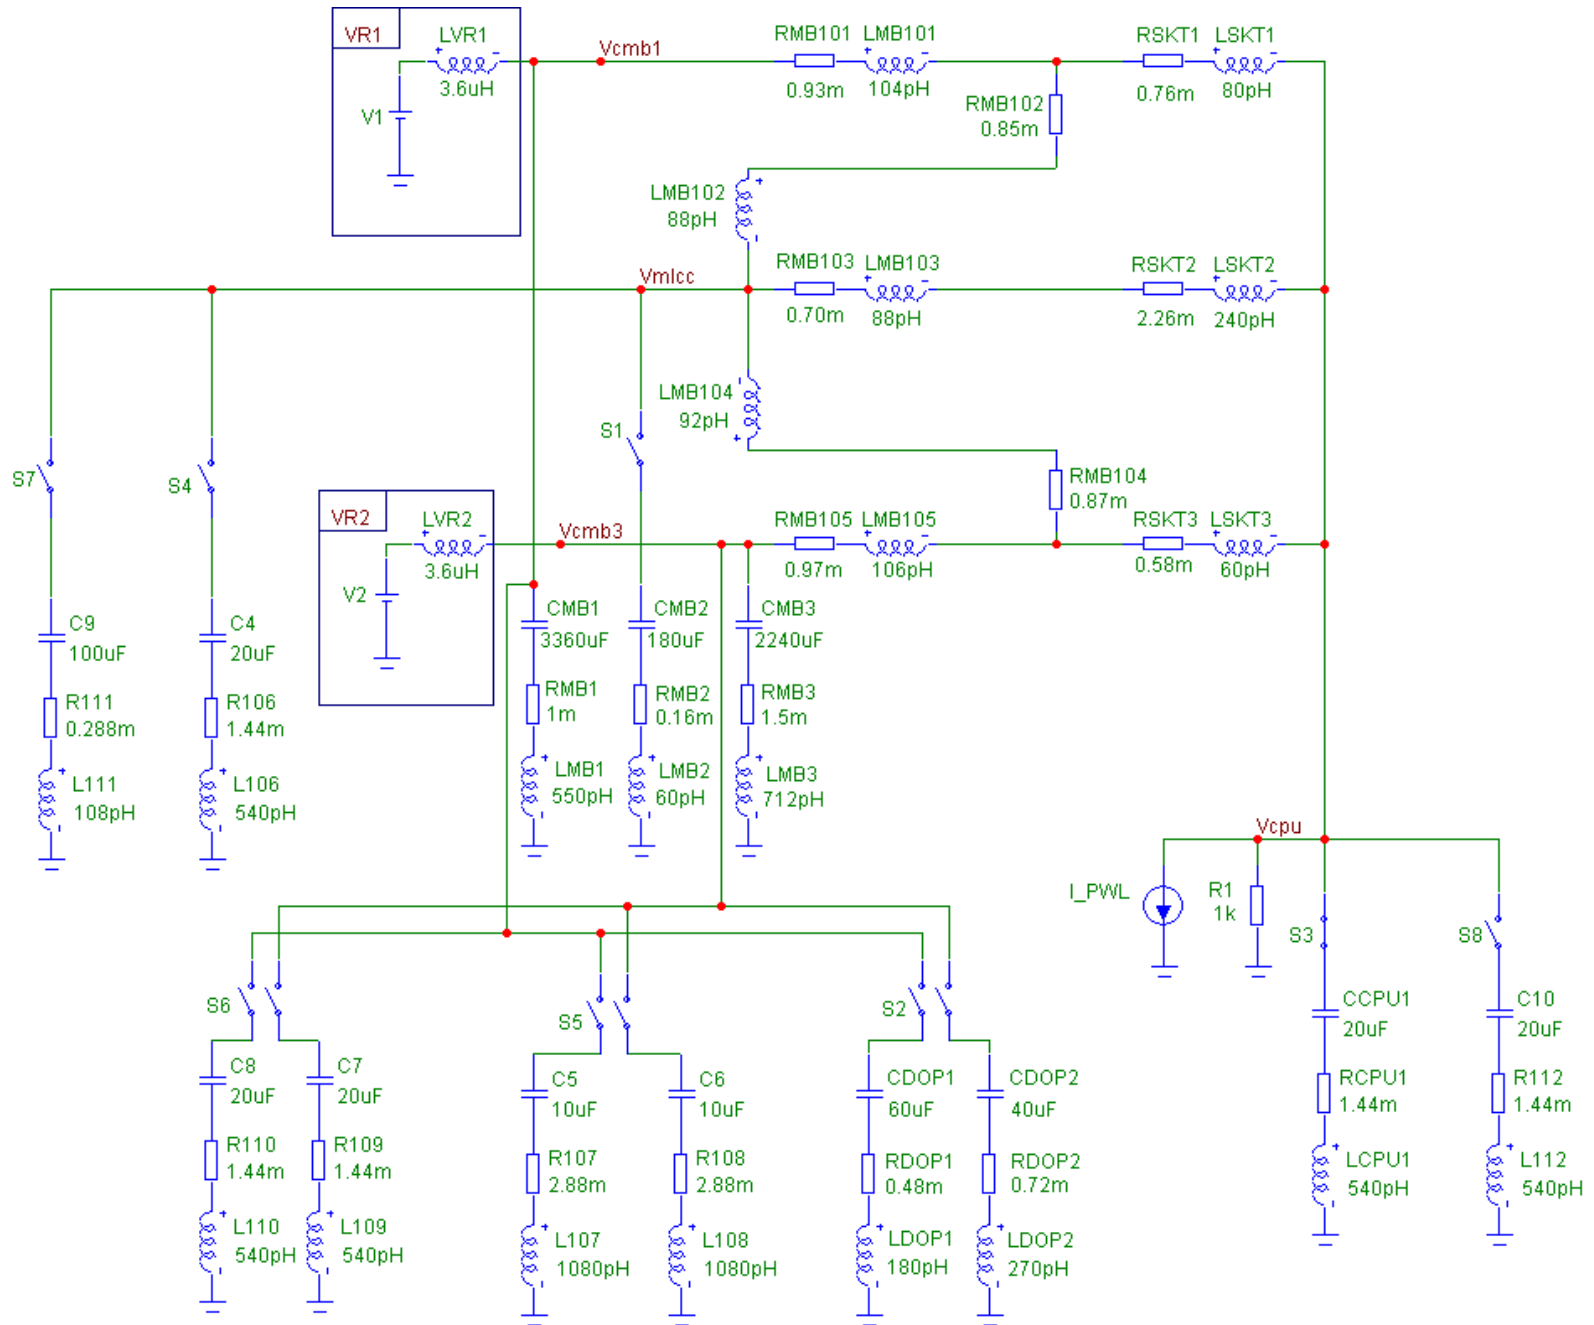 VR1
LVR1
3.6uH
V1
Vcmb1
RMB101 LMB101
0.93m 104pH
RSKT1 LSKT1
0.76m 80pH
RMB102
0.85m
LMB102
88pH
Vmlcc
RMB103 LMB103
0.70m 88pH
RSKT2 LSKT2
2.26m 240pH
LMB104
92pH
S1
S7
S4
RMB104
0.87m
VR2
LVR2
3.6uH
V2
Vcmb3
RMB105 LMB105
0.97m 106pH
RSKT3 LSKT3
0.58m 60pH
C9
100uF
R111
0.288m
L111
108pH
C4
20uF
R106
1.44m
L106
540pH
CMB1
3360uF
RMB1
1m
LMB1
550pH
CMB2
180uF
RMB2
0.16m
LMB2
60pH
CMB3
2240uF
RMB3
1.5m
LMB3
712pH
Vcpu
I_PWL
R1
1k
S3
S8
CCPU1
20uF
RCPU1
1.44m
LCPU1
540pH
C10
20uF
R112
1.44m
L112
540pH
S6
S5
S2
C8
20uF
R110
1.44m
L110
540pH
C7
20uF
R109
1.44m
L109
540pH
C5
10uF
R107
2.88m
L107
1080pH
C6
10uF
R108
2.88m
L108
1080pH
CDOP1
60uF
RDOP1
0.48m
LDOP1
180pH
CDOP2
40uF
RDOP2
0.72m
LDOP2
270pH